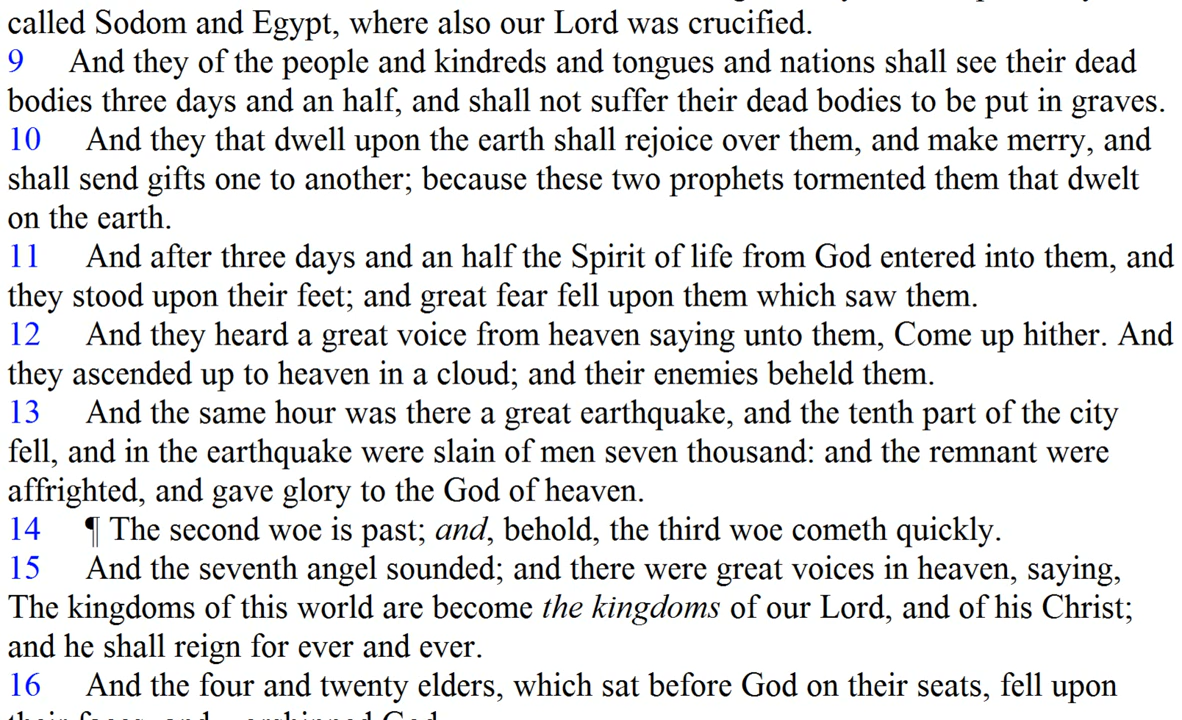 called Sodom and Egypt, where also our Lord was crucified.
9 And they of the people and kindreds and tongues and nations shall see their dead
bodies three days and an half, and shall not suffer their dead bodies to be put in graves.
10 And they that dwell upon the earth shall rejoice over them, and make merry, and
shall send gifts one to another; because these two prophets tormented them that dwelt
on the earth.
11 And after three days and an half the Spirit of life from God entered into them, and
they stood upon their feet; and great fear fell upon them which saw them.
12 And they heard a great voice from heaven saying unto them, Come up hither. And
they ascended up to heaven in a cloud; and their enemies beheld them.
13 And the same hour was there a great earthquake, and the tenth part of the city
fell, and in the earthquake were slain of men seven thousand: and the remnant were
affrighted, and gave glory to the God of heaven.
14 ¶ The second woe is past; and, behold, the third woe cometh quickly.
15 And the seventh angel sounded; and there were great voices in heaven, saying,
The kingdoms of this world are become the kingdoms of our Lord, and of his Christ;
and he shall reign for ever and ever.
16 And the four and twenty elders, which sat before God on their seats, fell upon
their faces, and worshipped God